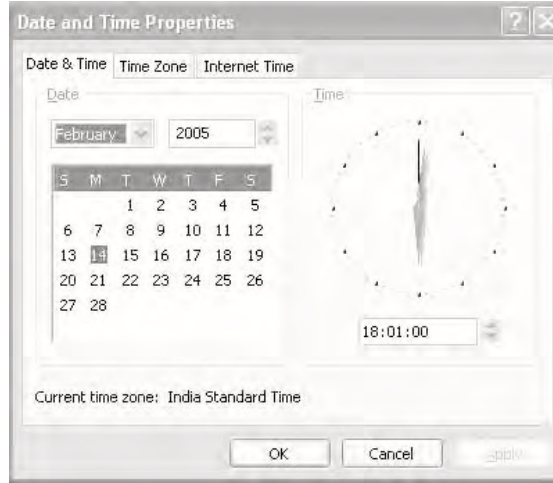 Date and Time Properties
Date & Time Time Zone Internet Time
Date
Time
February 2005
S M T W T F S
1 2 3 4 5
6 7 8 9 10 11 12
13 14 15 16 17 18 19
20 21 22 23 24 25 26
27 28
18:01:00
Current time zone: India Standard Time
OK Cancel Apply